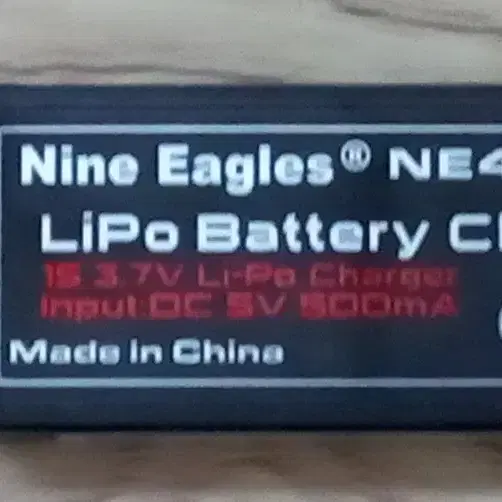 Nine Eagles® NE4
LiPo Battery C
1S 3.7V Li-Po Charger
Input:DC 5V 500mA
Made in China